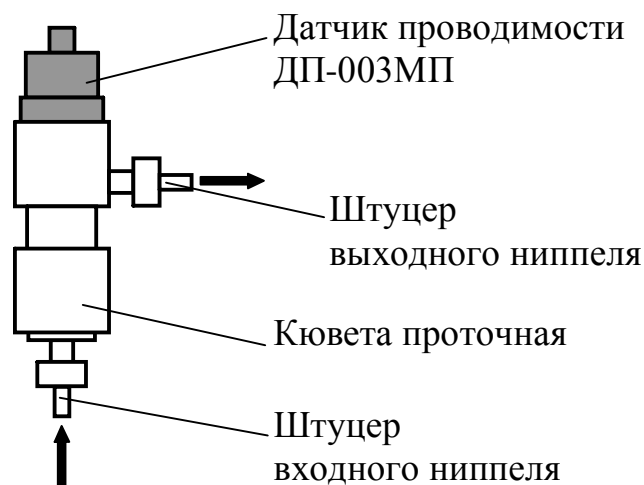 Датчик проводимости
ДП-003МП
Штуцер
выходного ниппеля
Кювета проточная
Штуцер
входного ниппеля